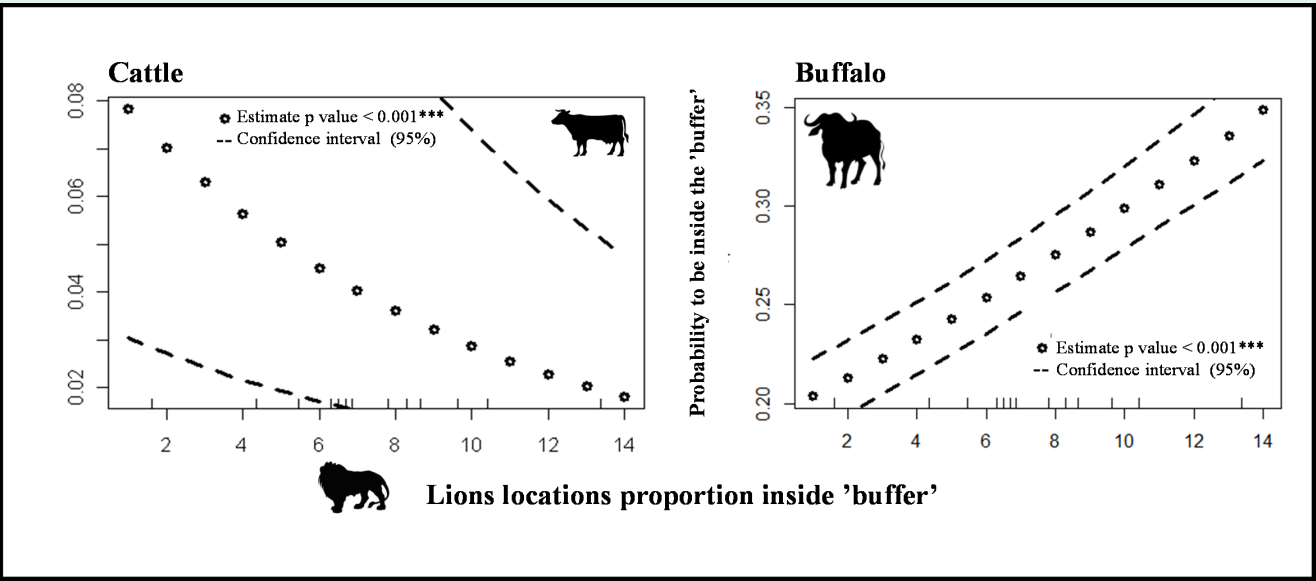 Cattle
0.08
0.06
0.04
0.02
Estimate p value < 0.001***
Confidence interval (95%)
2 4 6 8 10 12 14
Probability to be inside the ’buffer’
Buffalo
0.35
0.30
0.25
0.20
Estimate p value < 0.001***
Confidence interval (95%)
2 4 6 8 10 12 14
Lions locations proportion inside ’buffer’